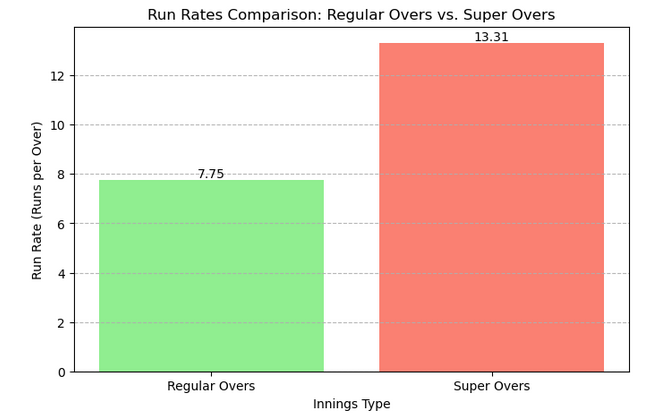 Run Rates Comparison: Regular Overs vs. Super Overs
13.31
12
10
8
7.75
6
4
2
0
Run Rate (Runs per Over)
Regular Overs
Super Overs
Innings Type